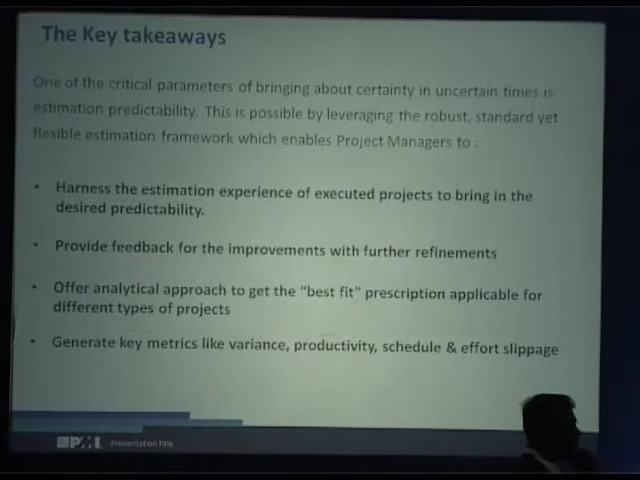 The Key takeaways
One of the critical parameters of bringing about certainty in uncertain times is
estimation predictability. This is possible by leveraging the robust, standard yet
flexible estimation framework which enables Project Managers to :
• Harness the estimation experience of executed projects to bring in the
desired predictability.
• Provide feedback for the improvements with further refinements
• Offer analytical approach to get the “best fit” prescription applicable for
different types of projects
• Generate key metrics like variance, productivity, schedule & effort slippage
PMI Presentation Title